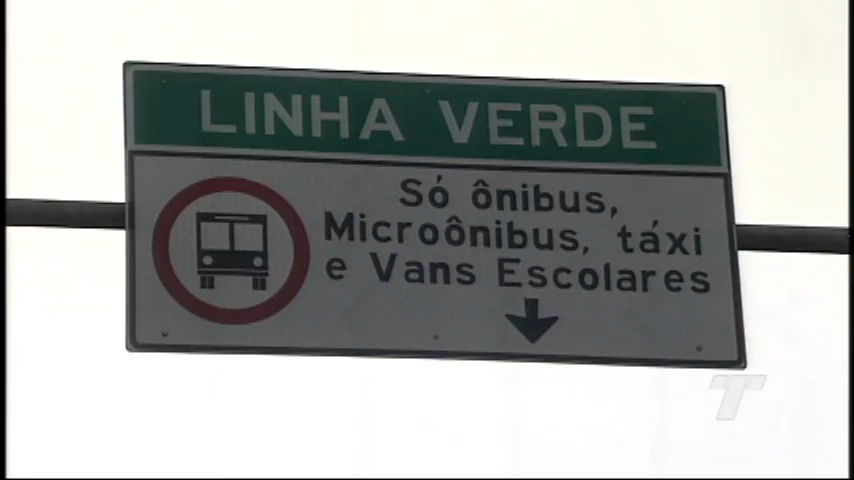 LINHA VERDE
Só ônibus,
Microônibus, táxi
e Vans Escolares
T